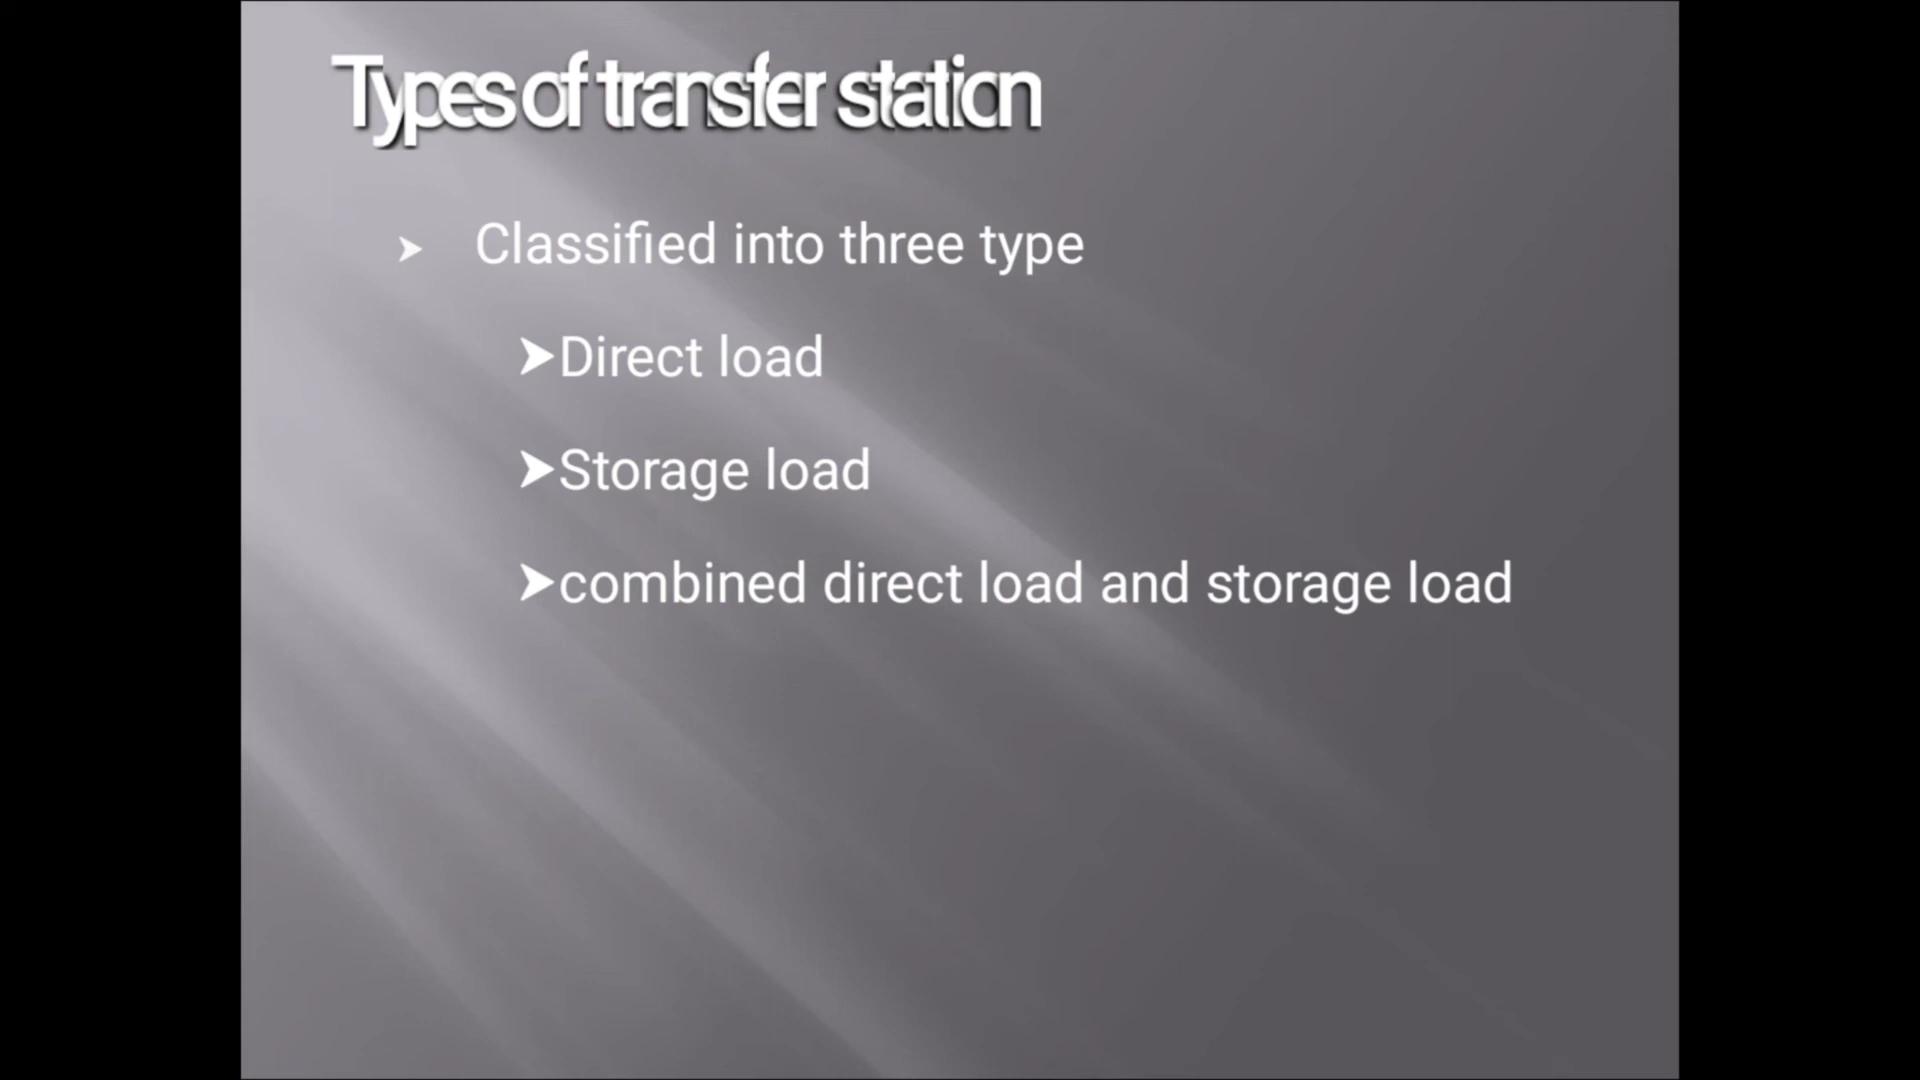 Types of transfer station
➤ Classified into three type
➤Direct load
➤Storage load
➤combined direct load and storage load